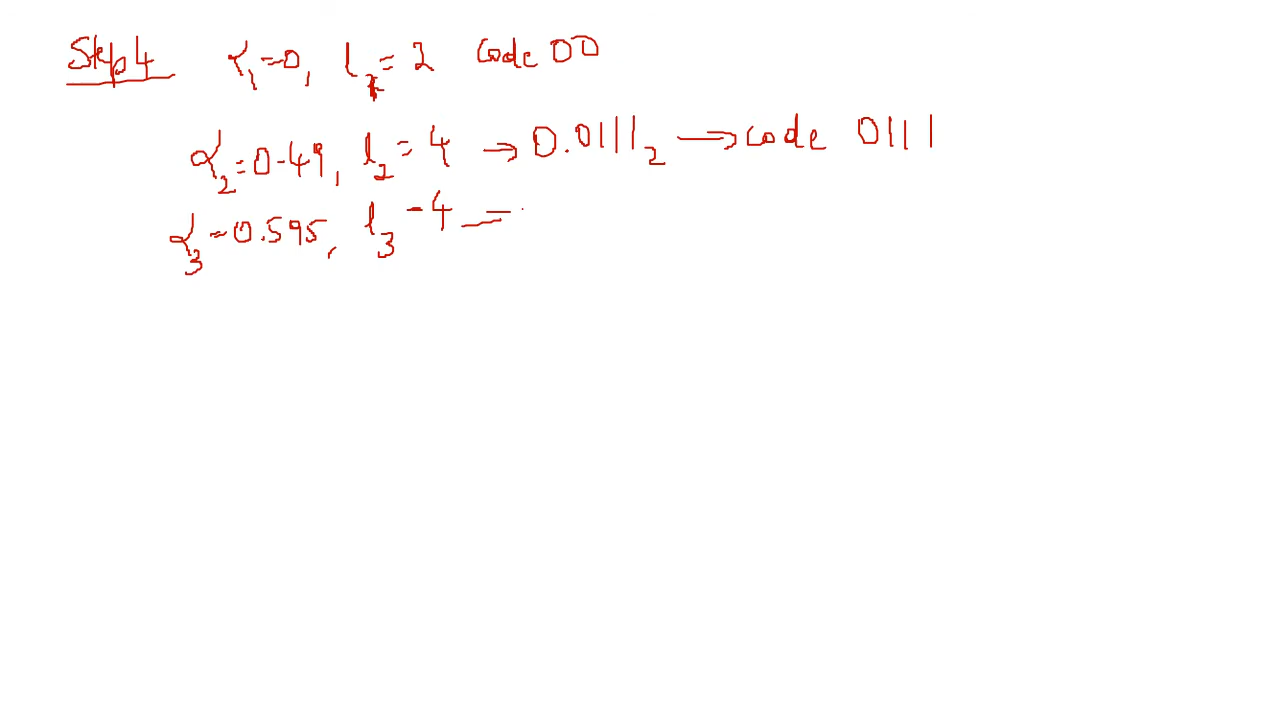 Step 4 α₁=0, l₁=2 Code 00
α₂=0.49, l₂=4 → 0.0111₂ → code 0111
α₃=0.595, l₃=4 =